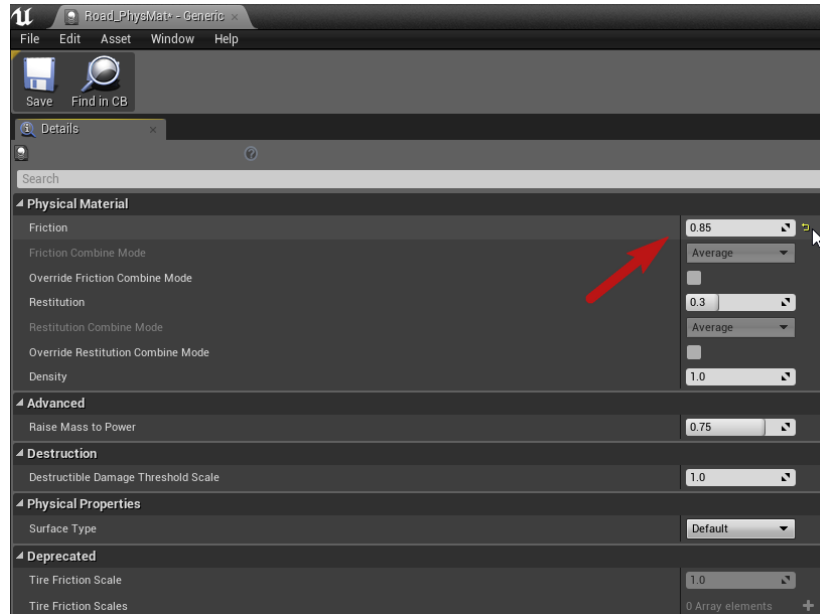 Road_PhysMat* - Generic
File Edit Asset Window Help
Save Find in CB
Details
Search
Physical Material
Friction 0.85
Friction Combine Mode Average
Override Friction Combine Mode
Restitution 0.3
Restitution Combine Mode Average
Override Restitution Combine Mode
Density 1.0
Advanced
Raise Mass to Power 0.75
Destruction
Destructible Damage Threshold Scale 1.0
Physical Properties
Surface Type Default
Deprecated
Tire Friction Scale 1.0
Tire Friction Scales 0 Array elements